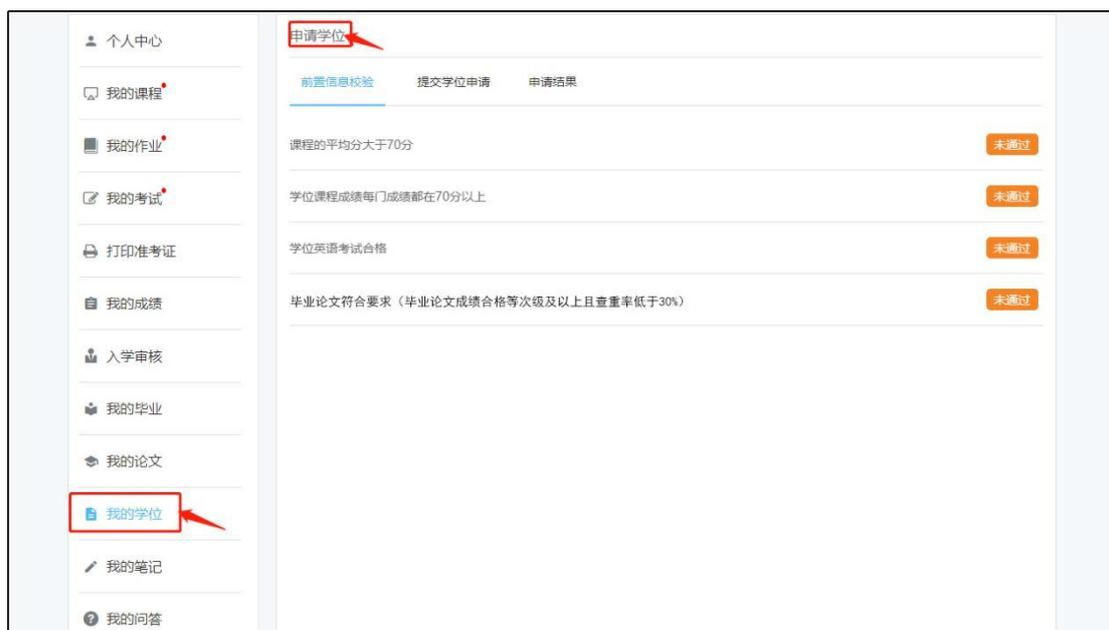 个人中心
我的课程
我的作业
我的考试
打印准考证
我的成绩
入学审核
我的毕业
我的论文
我的学位
我的笔记
我的问答
申请学位
前置信息校验 提交学位申请 申请结果
课程的平均分大于70分 未通过
学位课程成绩每门成绩都在70分以上 未通过
学位英语考试合格 未通过
毕业论文符合要求（毕业论文成绩合格等次级及以上且查重率低于30%） 未通过